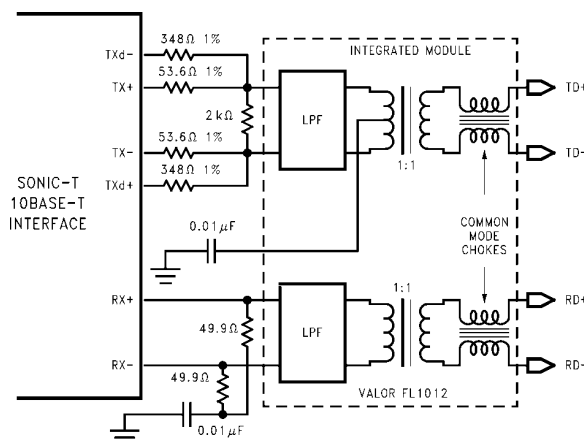 348Ω 1%
TXd-
53.6Ω 1%
TX+
2kΩ
53.6Ω 1%
TX-
TXd+
348Ω 1%
SONIC-T
10BASE-T
INTERFACE
INTEGRATED MODULE
LPF
1:1
TD+
TD-
COMMON
MODE
CHOKES
0.01μF
RX+
49.9Ω
RX-
49.9Ω
0.01μF
LPF
1:1
RD+
RD-
VALOR FL1012